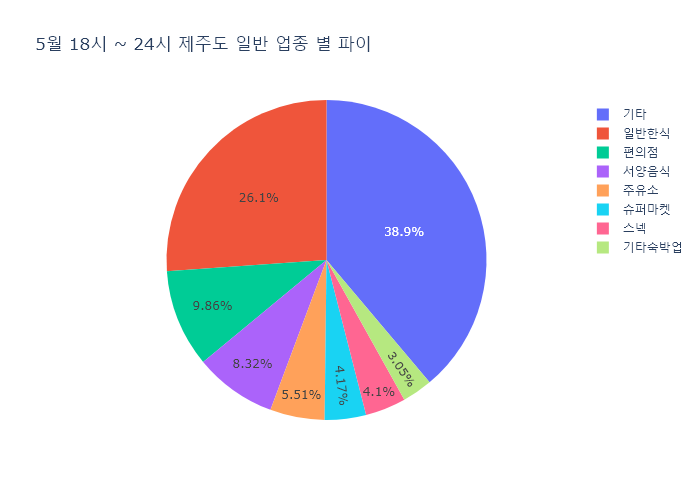 5월 18시 ~ 24시 제주도 일반 업종 별 파이
기타
일반한식
편의점
서양음식
주유소
슈퍼마켓
스넥
기타숙박업
38.9%
26.1%
9.86%
8.32%
5.51%
4.17%
4.1%
3.05%